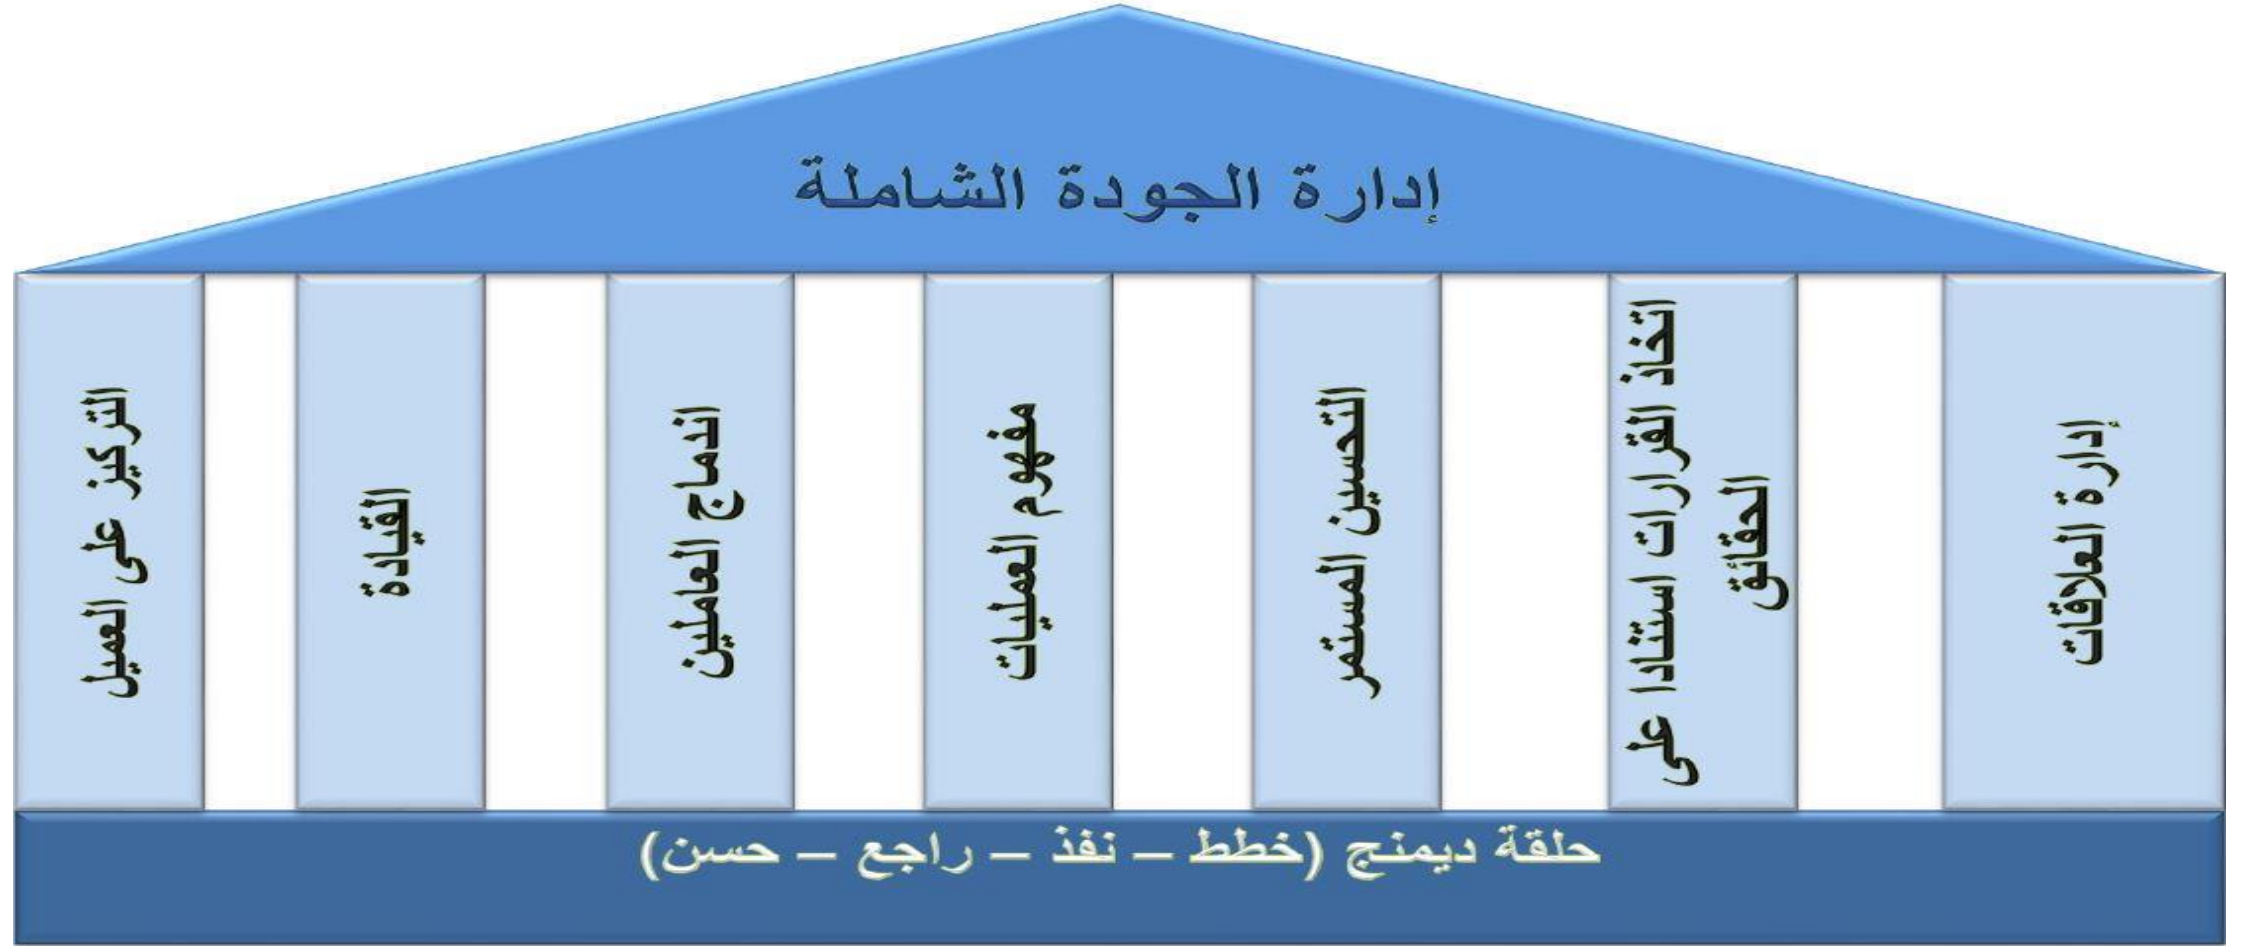 إدارة الجودة الشاملة
التركيز على العميل
القيادة
اندماج العاملين
مفهوم العمليات
التحسين المستمر
اتخاذ القرارات استنادا على
الحقائق
إدارة العلاقات
حلقة ديمنج (خطط – نفذ – راجع – حسن)